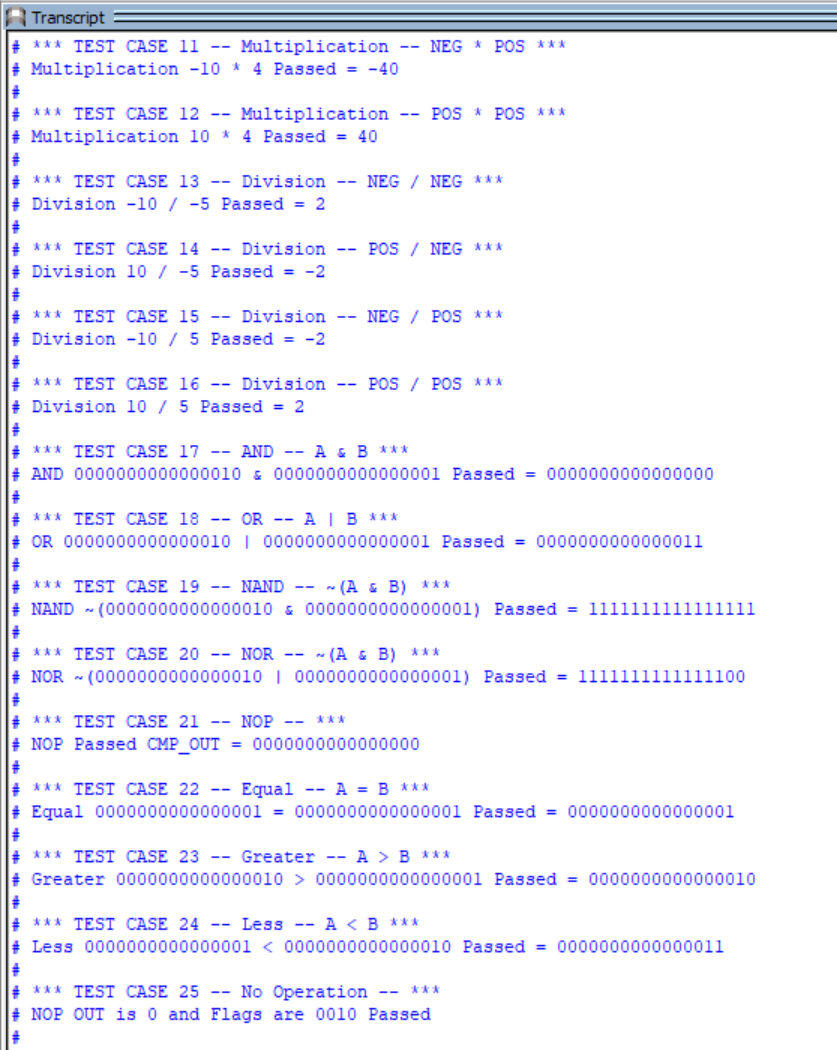 Transcript
# *** TEST CASE 11 -- Multiplication -- NEG * POS ***
# Multiplication -10 * 4 Passed = -40
#
# *** TEST CASE 12 -- Multiplication -- POS * POS ***
# Multiplication 10 * 4 Passed = 40
#
# *** TEST CASE 13 -- Division -- NEG / NEG ***
# Division -10 / -5 Passed = 2
#
# *** TEST CASE 14 -- Division -- POS / NEG ***
# Division 10 / -5 Passed = -2
#
# *** TEST CASE 15 -- Division -- NEG / POS ***
# Division -10 / 5 Passed = -2
#
# *** TEST CASE 16 -- Division -- POS / POS ***
# Division 10 / 5 Passed = 2
#
# *** TEST CASE 17 -- AND -- A & B ***
# AND 0000000000000010 & 0000000000000001 Passed = 0000000000000000
#
# *** TEST CASE 18 -- OR -- A | B ***
# OR 0000000000000010 | 0000000000000001 Passed = 0000000000000011
#
# *** TEST CASE 19 -- NAND -- ~(A & B) ***
# NAND ~(0000000000000010 & 0000000000000001) Passed = 1111111111111111
#
# *** TEST CASE 20 -- NOR -- ~(A & B) ***
# NOR ~(0000000000000010 | 0000000000000001) Passed = 1111111111111100
#
# *** TEST CASE 21 -- NOP -- ***
# NOP Passed CMP_OUT = 0000000000000000
#
# *** TEST CASE 22 -- Equal -- A = B ***
# Equal 0000000000000001 = 0000000000000001 Passed = 0000000000000001
#
# *** TEST CASE 23 -- Greater -- A > B ***
# Greater 0000000000000010 > 0000000000000001 Passed = 0000000000000010
#
# *** TEST CASE 24 -- Less -- A < B ***
# Less 0000000000000001 < 0000000000000010 Passed = 0000000000000011
#
# *** TEST CASE 25 -- No Operation -- ***
# NOP OUT is 0 and Flags are 0010 Passed
#